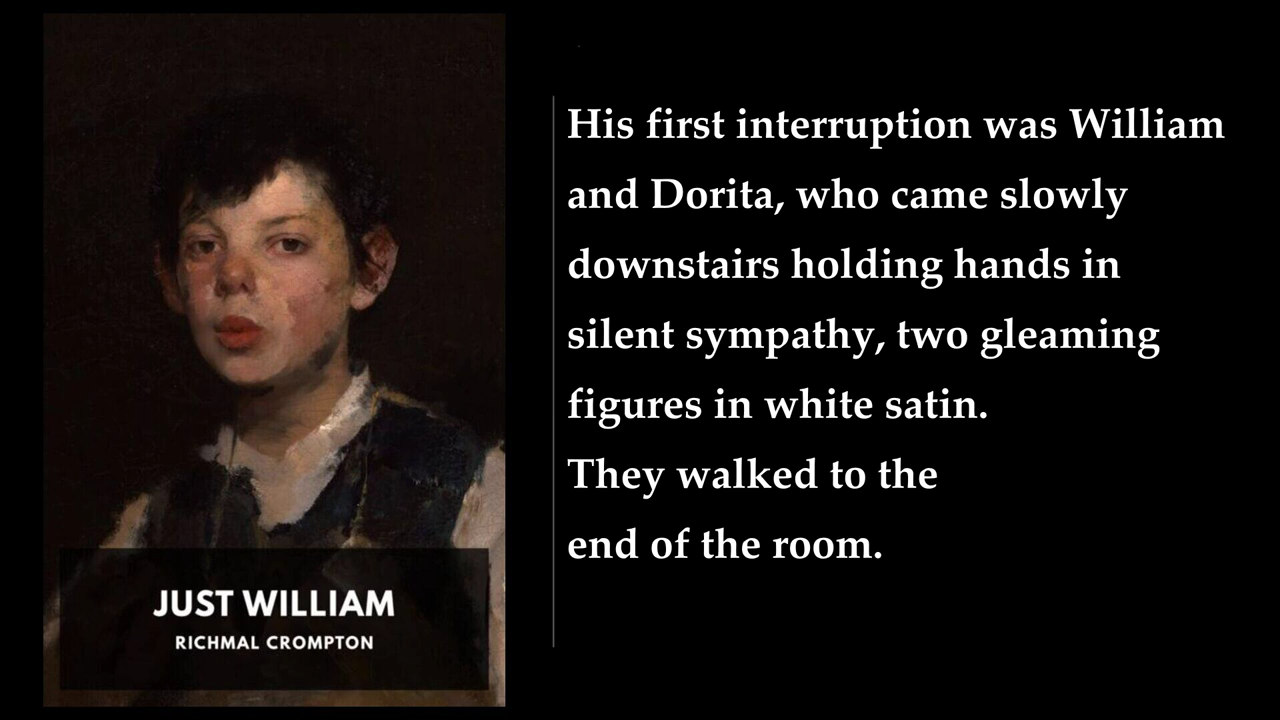 JUST WILLIAM
RICHMAL CROMPTON
His first interruption was William
and Dorita, who came slowly
downstairs holding hands in
silent sympathy, two gleaming
figures in white satin.
They walked to the
end of the room.